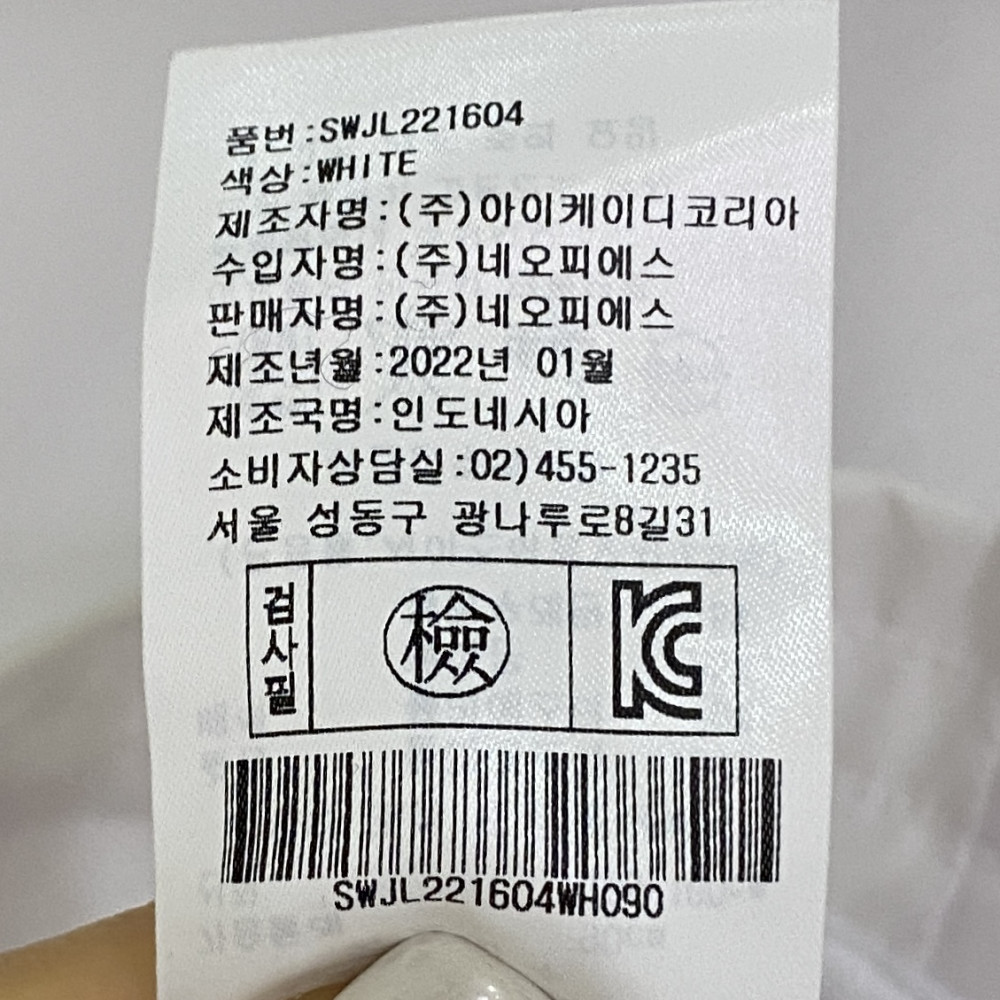 품번:SWJL221604
색상:WHITE
제조자명:(주)아이케이디코리아
수입자명:(주)네오피에스
판매자명:(주)네오피에스
제조년월:2022년 01월
제조국명:인도네시아
소비자상담실:02)455-1235
서울 성동구 광나루로8길31
검사필
檢
KC
SWJL221604WH090